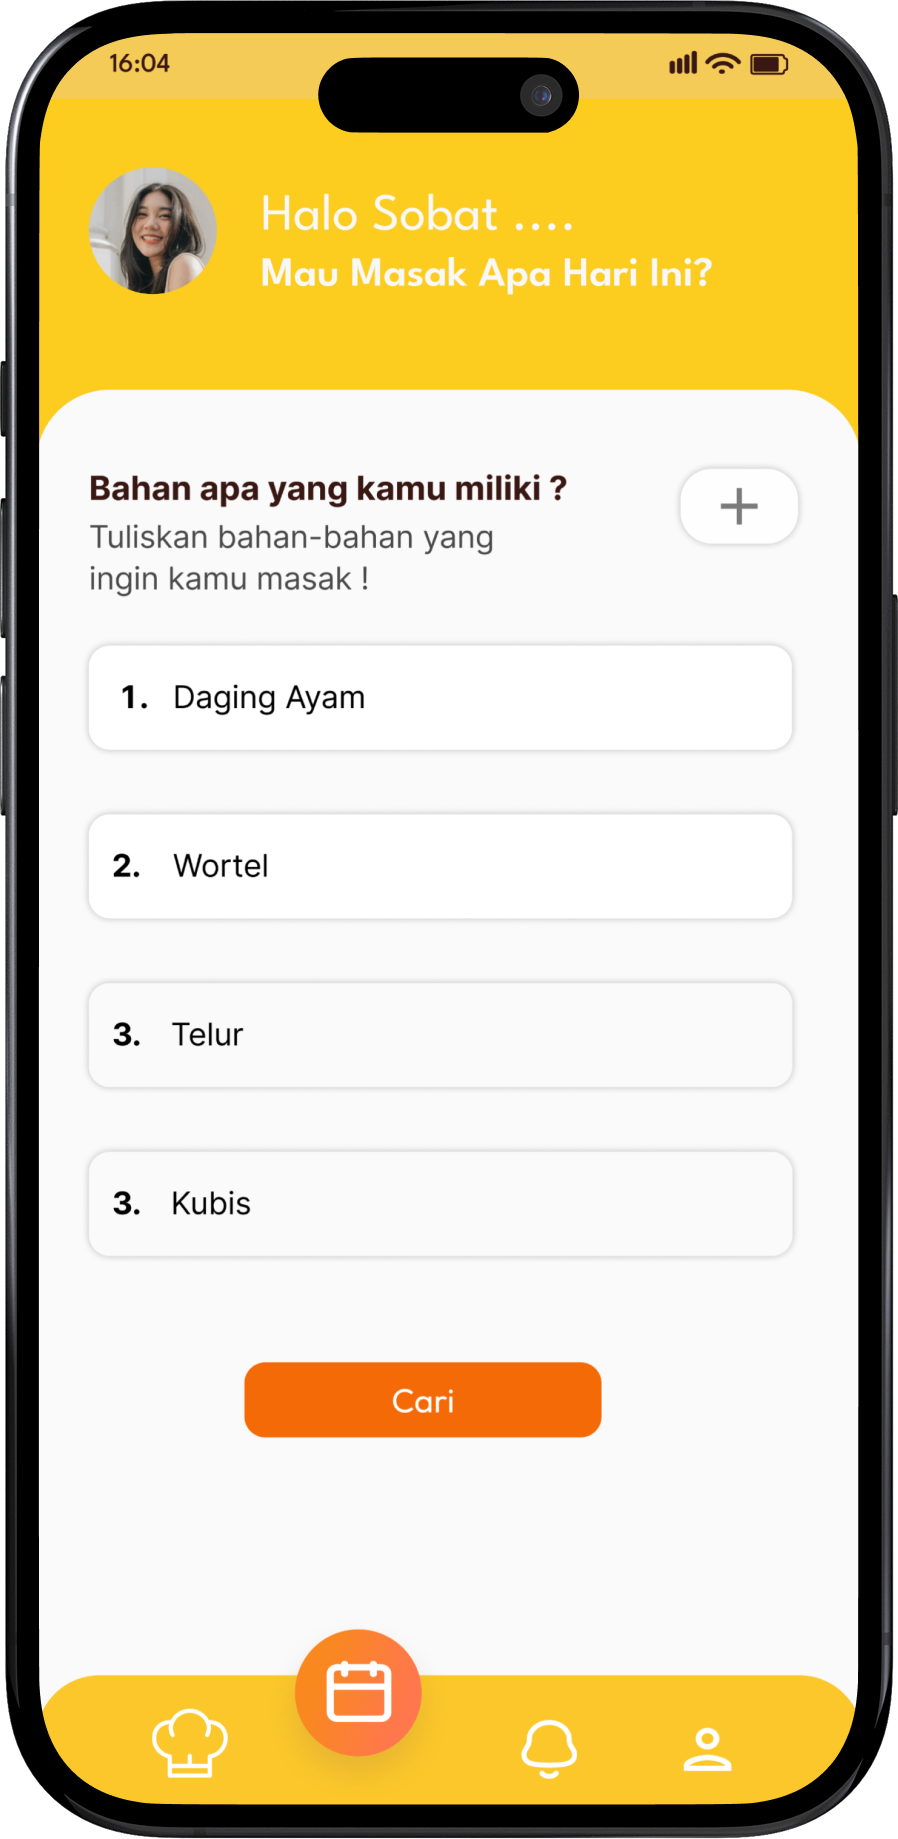 16:04
Halo Sobat ....
Mau Masak Apa Hari Ini?
Bahan apa yang kamu miliki ?
Tuliskan bahan-bahan yang
ingin kamu masak !
1. Daging Ayam
2. Wortel
3. Telur
3. Kubis
Cari